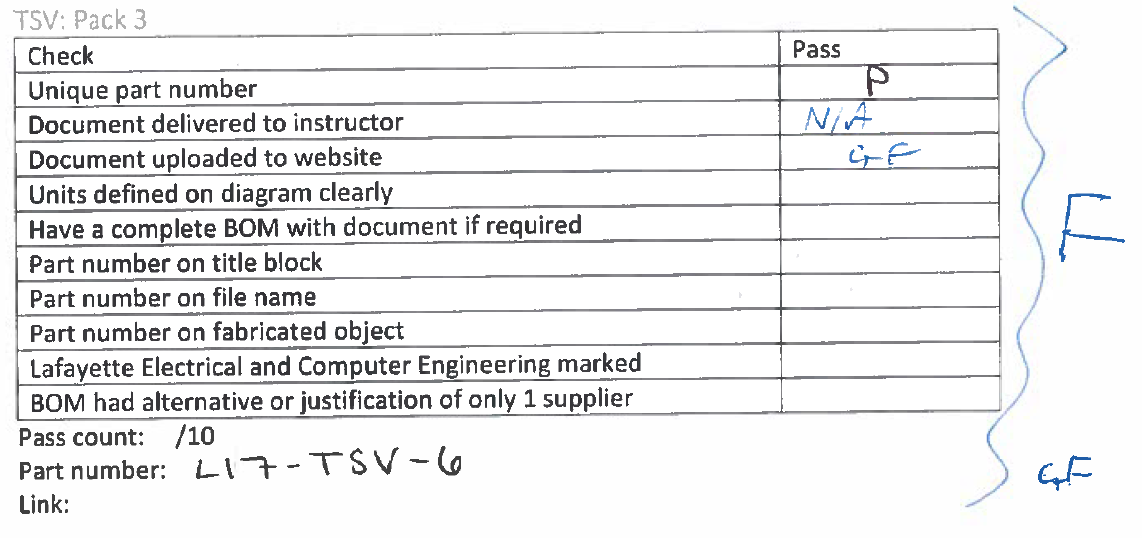 TSV: Pack 3
Check Pass
Unique part number P
Document delivered to instructor N/A
Document uploaded to website GF
Units defined on diagram clearly
Have a complete BOM with document if required
Part number on title block
F
Part number on file name
Part number on fabricated object
Lafayette Electrical and Computer Engineering marked
BOM had alternative or justification of only 1 supplier
Pass count: /10
Part number: L17-TSV-6
GF
Link: